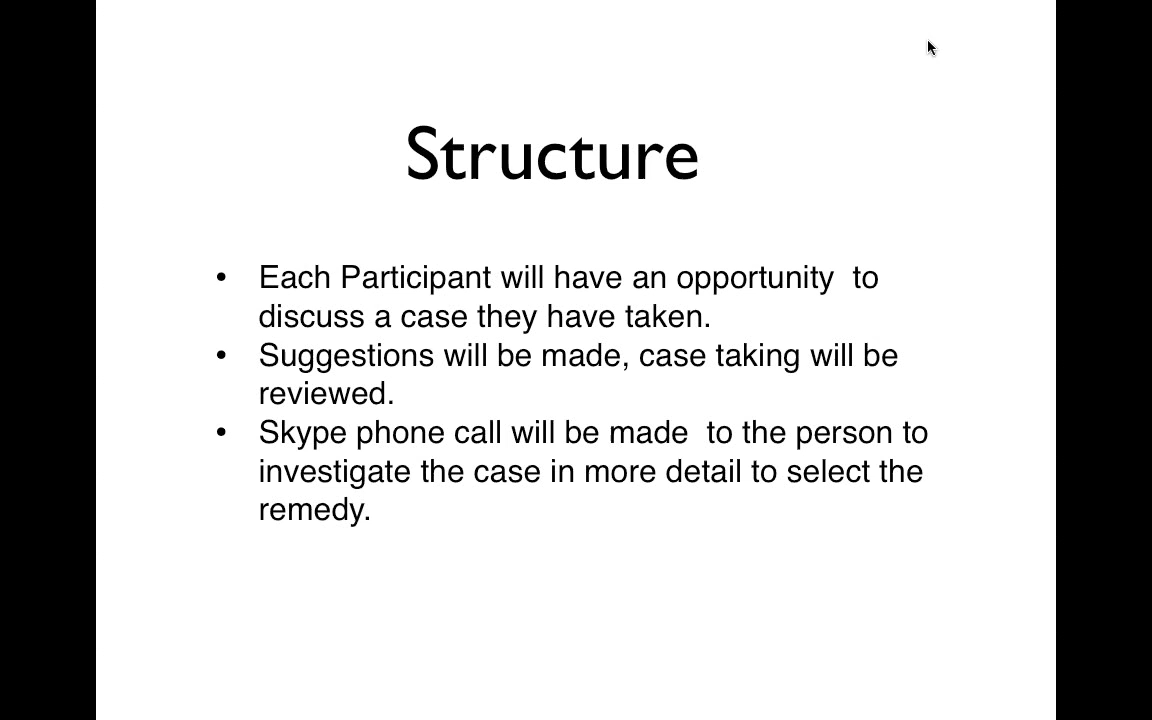 Structure
• Each Participant will have an opportunity  to
discuss a case they have taken.
• Suggestions will be made, case taking will be
reviewed.
• Skype phone call will be made  to the person to
investigate the case in more detail to select the
remedy.